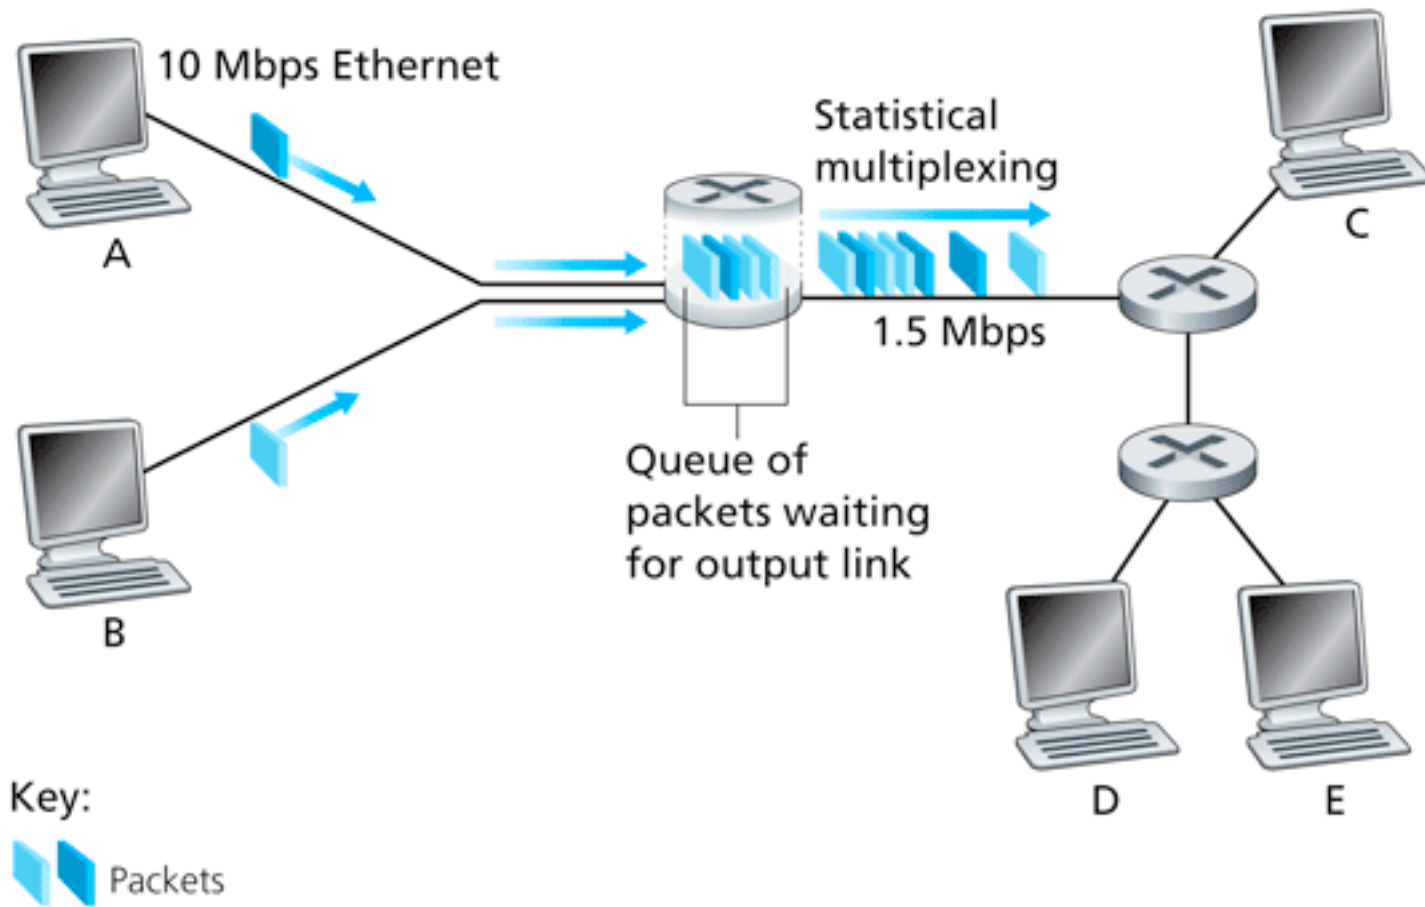 10 Mbps Ethernet
Statistical
multiplexing
A
C
1.5 Mbps
Queue of
packets waiting
for output link
B
D
E
Key:
Packets